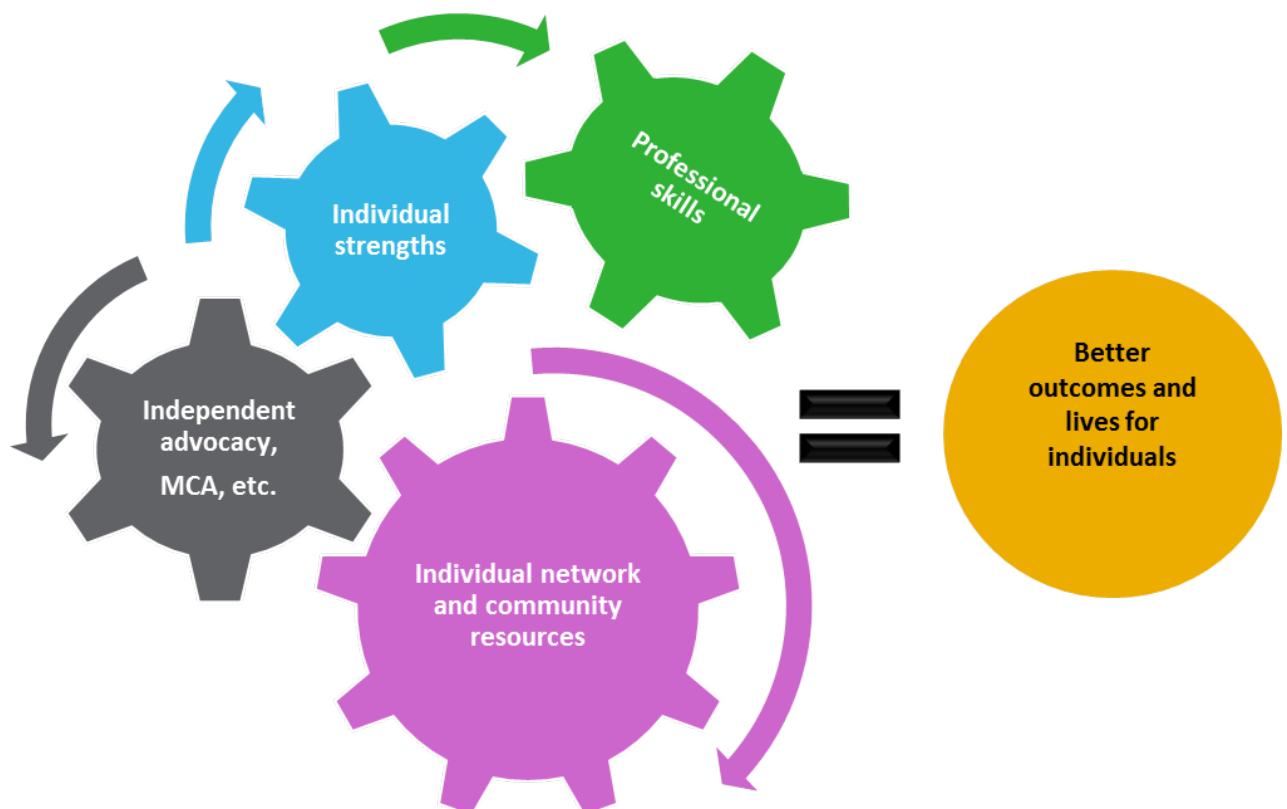 Professional
skills
Individual
strengths
Independent
advocacy,
MCA, etc.
Individual network
and community
resources
Better
outcomes and
lives for
individuals